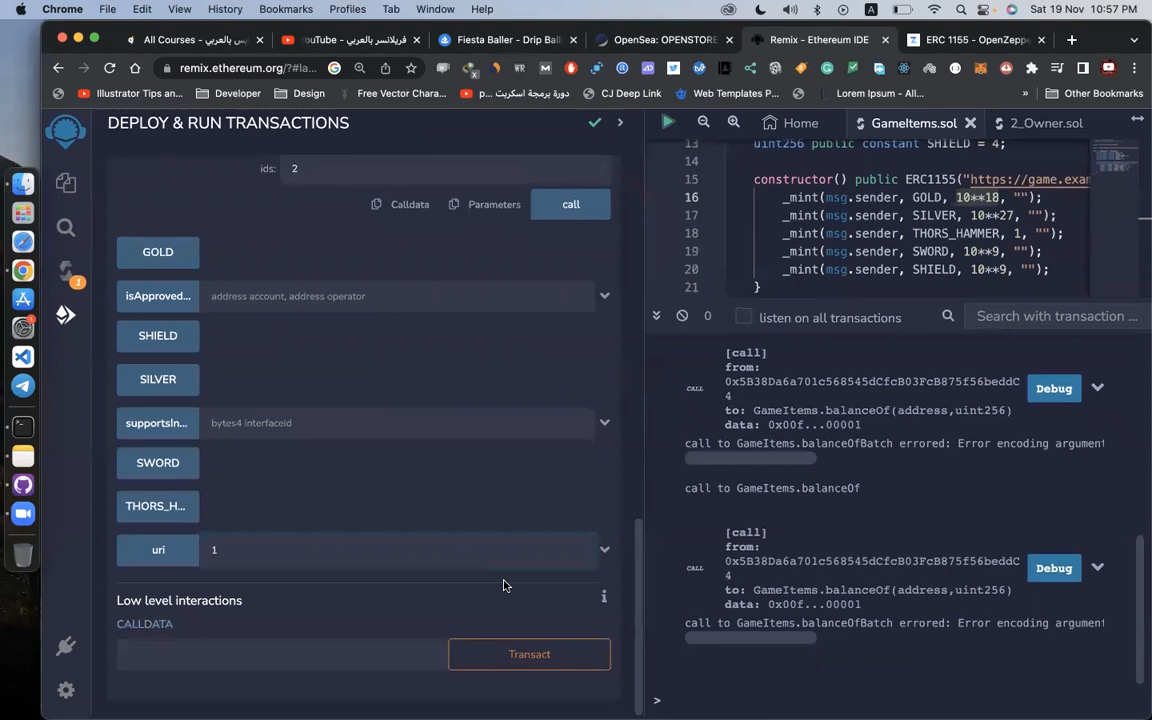 Chrome File Edit View History Bookmarks Profiles Tab Window Help A Sat 19 Nov 10:57 PM
All Courses - يس بالعربي
YouTube - فريلانسر بالعربي
Fiesta Baller - Drip Ball
OpenSea: OPENSTORE
Remix - Ethereum IDE
ERC 1155 - OpenZeppe
remix.ethereum.org/?#la...
Illustrator Tips an... Developer Design Free Vector Chara... دورة برمجة اسكربت p... CJ Deep Link Web Templates P... Lorem Ipsum - Al... » Other Bookmarks
DEPLOY & RUN TRANSACTIONS
ids: 2
Calldata Parameters call
GOLD
isApproved... address account, address operator
SHIELD
SILVER
supportsIn... bytes4 interfaceId
SWORD
THORS_H...
uri 1
Low level interactions
CALLDATA
Transact
1
Home GameItems.sol 2_Owner.sol
13 uint256 public constant SHIELD = 4;
14
15 constructor() public ERC1155("https://game.exam
16 _mint(msg.sender, GOLD, 10**18, "");
17 _mint(msg.sender, SILVER, 10**27, "");
18 _mint(msg.sender, THORS_HAMMER, 1, "");
19 _mint(msg.sender, SWORD, 10**9, "");
20 _mint(msg.sender, SHIELD, 10**9, "");
21 }
0 listen on all transactions Search with transaction ...
[call]
from:
0x5B38Da6a701c568545dCfcB03FcB875f56beddC
4
to: GameItems.balanceOf(address,uint256)
data: 0x00f...00001
CALL Debug
call to GameItems.balanceOfBatch errored: Error encoding argument
call to GameItems.balanceOf
[call]
from:
0x5B38Da6a701c568545dCfcB03FcB875f56beddC
4
to: GameItems.balanceOf(address,uint256)
data: 0x00f...00001
CALL Debug
call to GameItems.balanceOfBatch errored: Error encoding argument
>